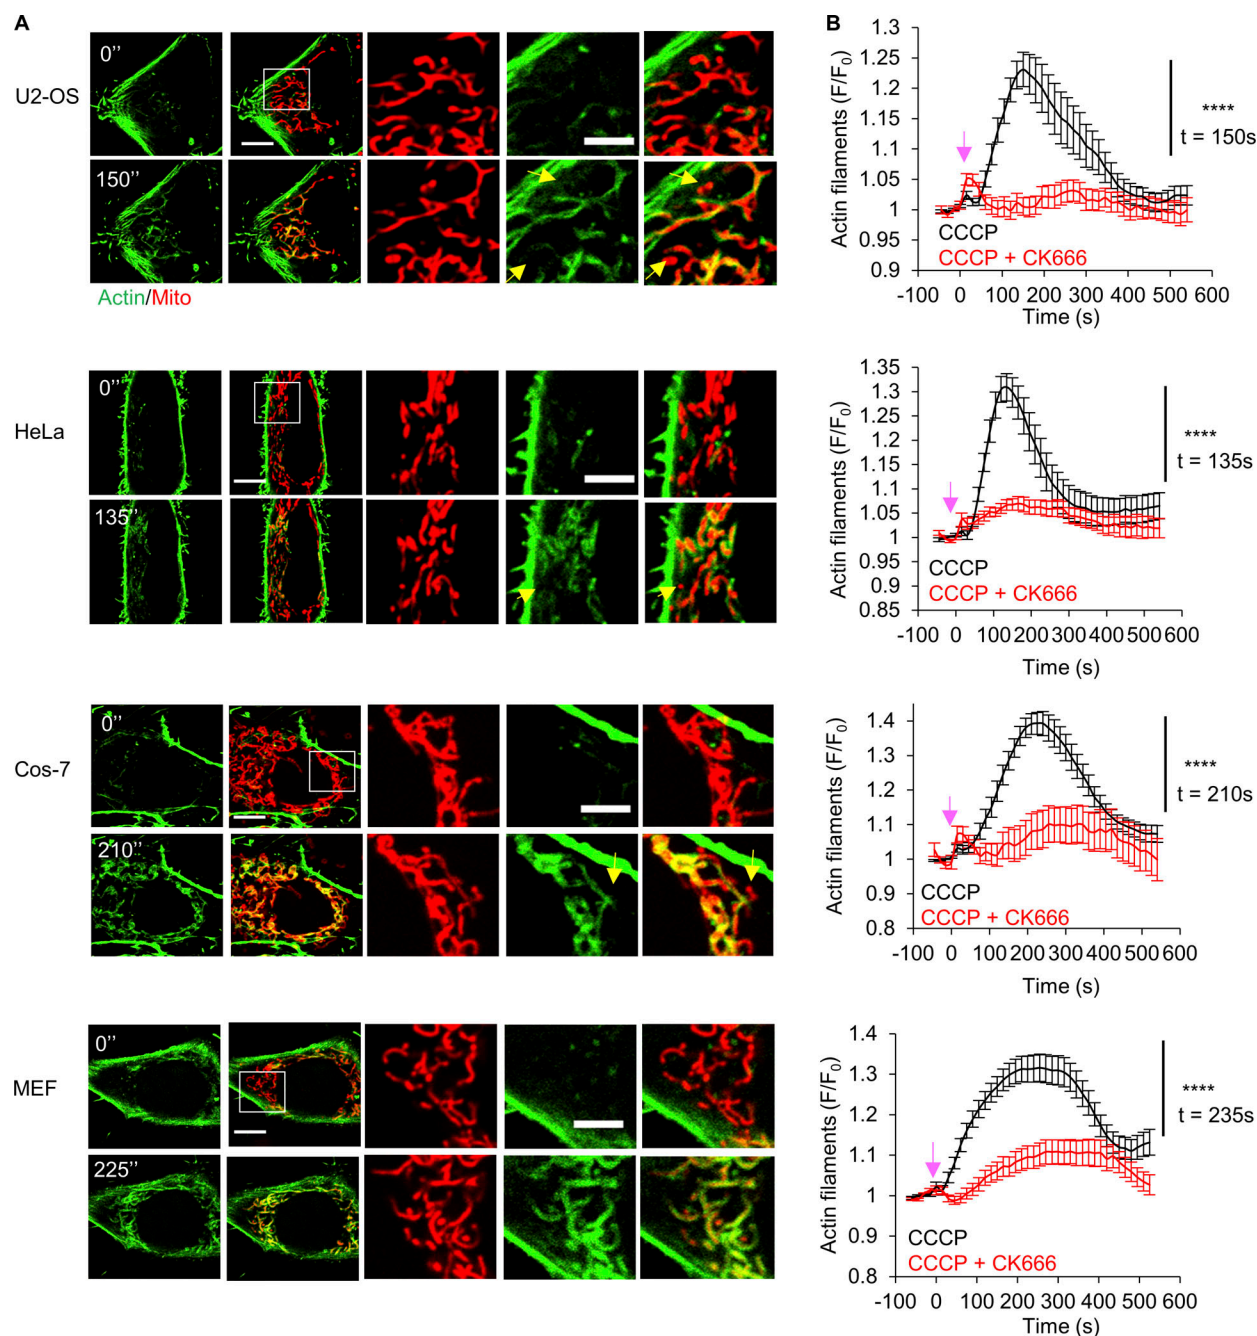 A
0’’
U2-OS
150’’
Actin/Mito
0’’
HeLa
135’’
0’’
Cos-7
210’’
0’’
MEF
225’’
B
Actin filaments (F/F0)
1.3
1.25
1.2
1.15
1.1
1.05
1
0.95
0.9
****
t = 150s
CCCP
CCCP + CK666
-100 0 100 200 300 400 500 600
Time (s)
Actin filaments (F/F0)
1.35
1.3
1.25
1.2
1.15
1.1
1.05
1
0.95
0.9
0.85
****
t = 135s
CCCP
CCCP + CK666
-100 0 100 200 300 400 500 600
Time (s)
Actin filaments (F/F0)
1.4
1.3
1.2
1.1
1
0.9
0.8
****
t = 210s
CCCP
CCCP + CK666
-100 0 100 200 300 400 500 600
Time (s)
Actin filaments (F/F0)
1.4
1.3
1.2
1.1
1
0.9
0.8
****
t = 235s
CCCP
CCCP + CK666
-100 0 100 200 300 400 500 600
Time (s)